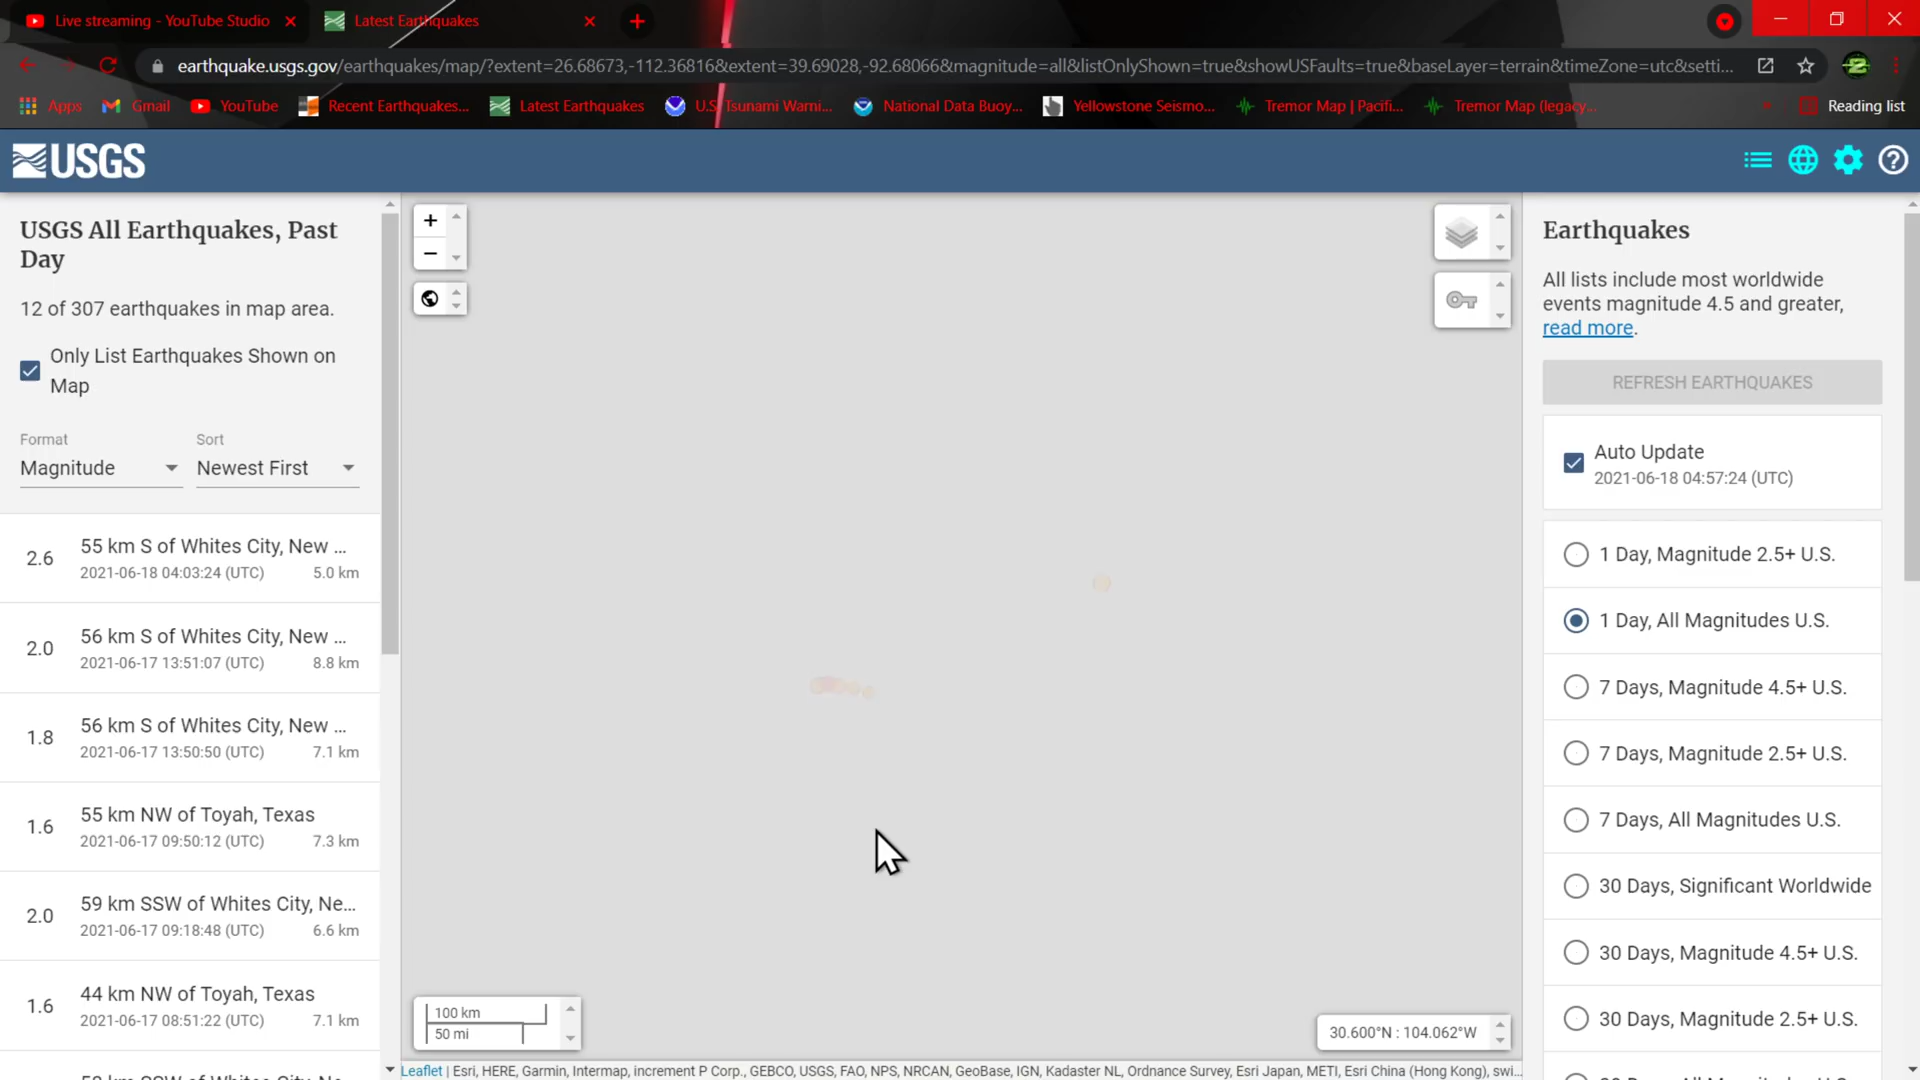 Live streaming - YouTube Studio
Latest Earthquakes
earthquake.usgs.gov/earthquakes/map/?extent=26.68673,-112.36816&extent=39.69028,-92.68066&magnitude=all&listOnlyShown=true&showUSFaults=true&baseLayer=terrain&timeZone=utc&setti...
Apps
Gmail
YouTube
Recent Earthquakes...
Latest Earthquakes
U.S. Tsunami Warni...
National Data Buoy...
Yellowstone Seismo...
Tremor Map | Pacifi...
Tremor Map (legacy...
Reading list
USGS
USGS All Earthquakes, Past
Day
12 of 307 earthquakes in map area.
Only List Earthquakes Shown on
Map
Format
Sort
Magnitude
Newest First
2.6
55 km S of Whites City, New ...
2021-06-18 04:03:24 (UTC)
5.0 km
2.0
56 km S of Whites City, New ...
2021-06-17 13:51:07 (UTC)
8.8 km
1.8
56 km S of Whites City, New ...
2021-06-17 13:50:50 (UTC)
7.1 km
1.6
55 km NW of Toyah, Texas
2021-06-17 09:50:12 (UTC)
7.3 km
2.0
59 km SSW of Whites City, Ne...
2021-06-17 09:18:48 (UTC)
6.6 km
1.6
44 km NW of Toyah, Texas
2021-06-17 08:51:22 (UTC)
7.1 km
+
−
100 km
50 mi
30.600°N : 104.062°W
Leaflet | Esri, HERE, Garmin, Intermap, increment P Corp., GEBCO, USGS, FAO, NPS, NRCAN, GeoBase, IGN, Kadaster NL, Ordnance Survey, Esri Japan, METI, Esri China (Hong Kong), swi...
Earthquakes
All lists include most worldwide
events magnitude 4.5 and greater,
read more.
REFRESH EARTHQUAKES
Auto Update
2021-06-18 04:57:24 (UTC)
1 Day, Magnitude 2.5+ U.S.
1 Day, All Magnitudes U.S.
7 Days, Magnitude 4.5+ U.S.
7 Days, Magnitude 2.5+ U.S.
7 Days, All Magnitudes U.S.
30 Days, Significant Worldwide
30 Days, Magnitude 4.5+ U.S.
30 Days, Magnitude 2.5+ U.S.